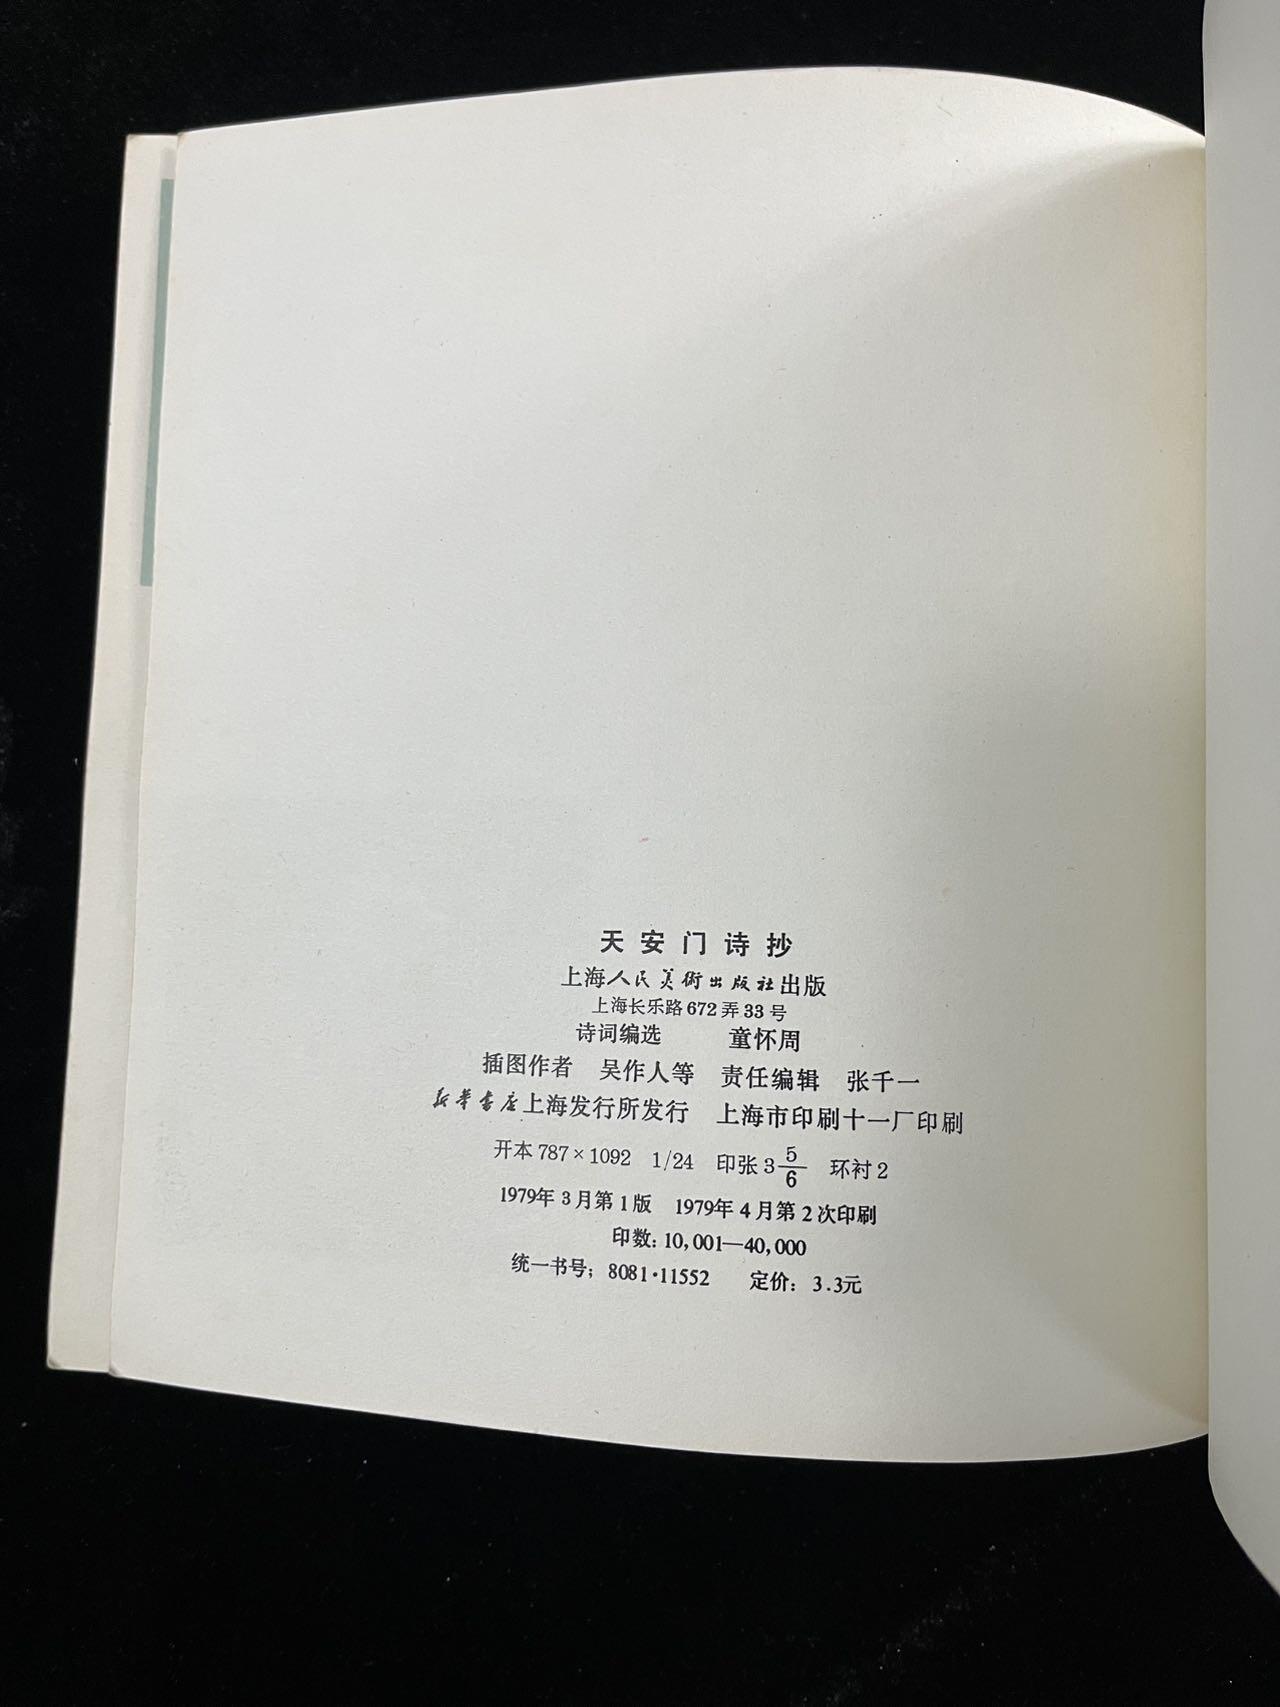 天安门诗抄
上海人民美術出版社出版
上海长乐路672弄33号
诗词编选 童怀周
插图作者 吴作人等 责任编辑 张千一
新華書店上海发行所发行 上海市印刷十一厂印刷
开本787×1092 1/24 印张3 5/6 环衬2
1979年3月第1版 1979年4月第2次印刷
印数：10,001—40,000
统一书号；8081·11552 定价：3.3元